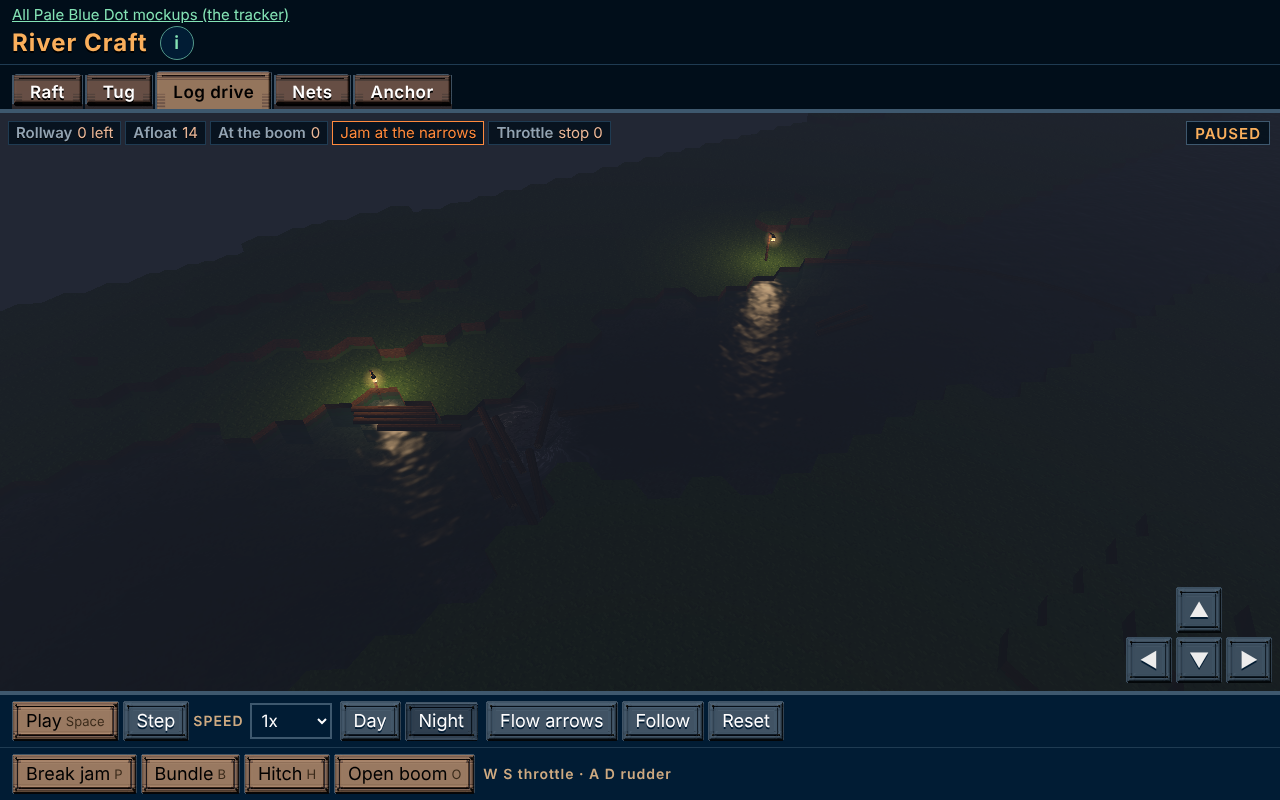 All Pale Blue Dot mockups (the tracker)
River Craft i
Raft Tug Log drive Nets Anchor
Rollway 0 left Afloat 14 At the boom 0 Jam at the narrows Throttle stop 0 PAUSED
Play Space Step SPEED 1x Day Night Flow arrows Follow Reset
Break jam P Bundle B Hitch H Open boom O W S throttle · A D rudder